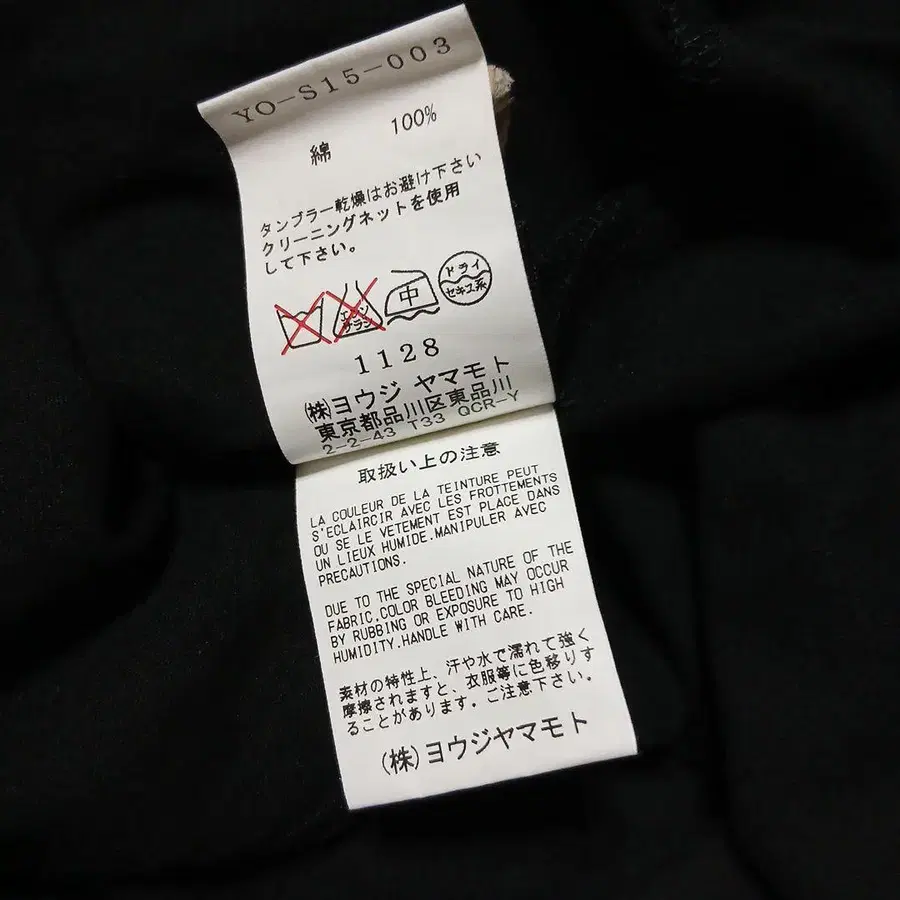 YO-S15-003
綿 100%
タンブラー乾燥はお避け下さい
クリーニングネットを使用
して下さい。
エンソ
サラシ
中
ドライ
セキユ系
1128
(株)ヨウジ ヤマモト
東京都品川区東品川
2-2-43 T33 QCR-Y
取扱い上の注意
LA COULEUR DE LA TEINTURE PEUT
S'ECLAIRCIR AVEC LES FROTTEMENTS
OU SE LE VETEMENT EST PLACE DANS
UN LIEUX HUMIDE.MANIPULER AVEC
PRECAUTIONS.
DUE TO THE SPECIAL NATURE OF THE
FABRIC.COLOR BLEEDING MAY OCCUR
BY RUBBING OR EXPOSURE TO HIGH
HUMIDITY.HANDLE WITH CARE.
素材の特性上、汗や水で濡れて強く
摩擦されますと、衣服等に色移りす
ることがあります。ご注意下さい。
(株)ヨウジヤマモト